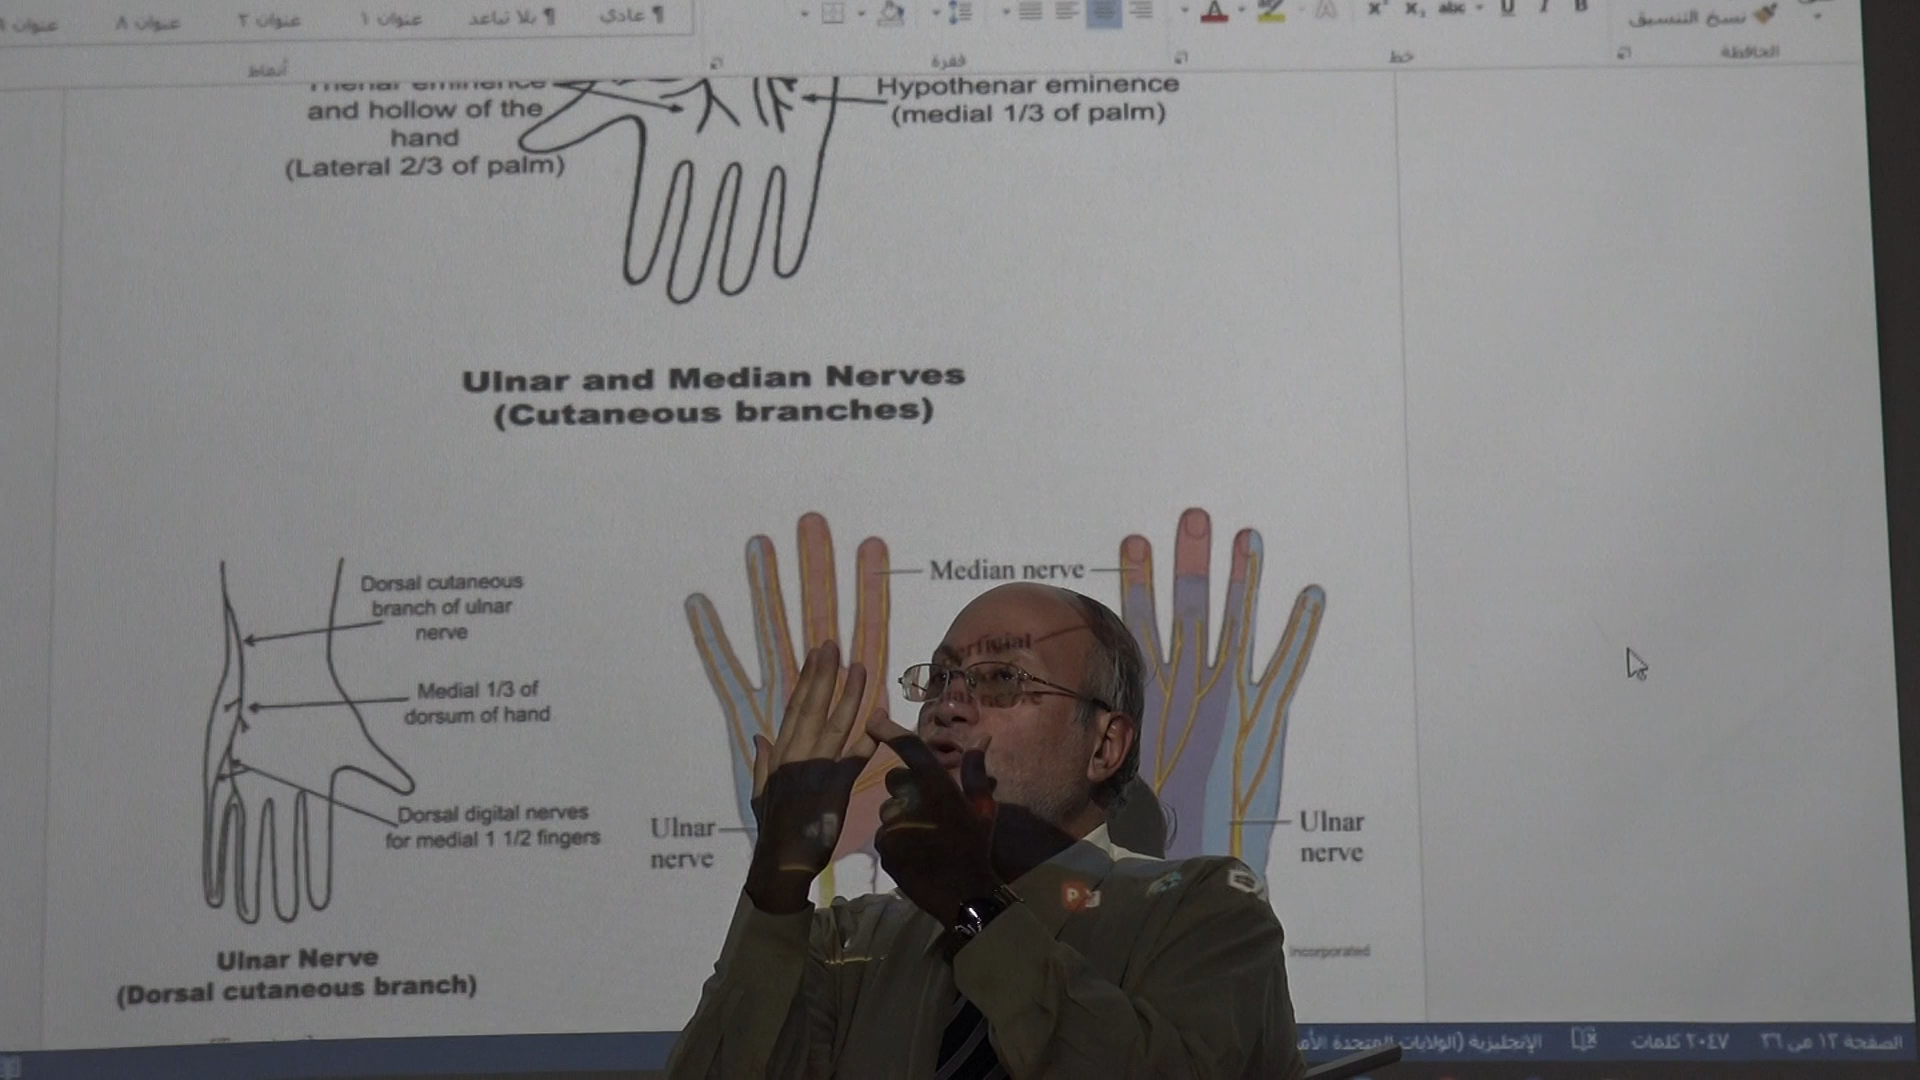 عنوان ٨
عنوان ٢
عنوان ١
¶ بلا تباعد
¶ عادي
abc
U
I
B
نسخ التنسيق
أنماط
فقرة
خط
الحافظة
Thenar eminence
and hollow of the
hand
(Lateral 2/3 of palm)
Hypothenar eminence
(medial 1/3 of palm)
Ulnar and Median Nerves
(Cutaneous branches)
Dorsal cutaneous
branch of ulnar
nerve
Medial 1/3 of
dorsum of hand
Dorsal digital nerves
for medial 1 1/2 fingers
Ulnar Nerve
(Dorsal cutaneous branch)
Median nerve
Ulnar
nerve
Ulnar
nerve
incorporated
الصفحة ١٣ من ٣٦
٢٠٤٧ كلمات
الإنجليزية (الولايات المتحدة